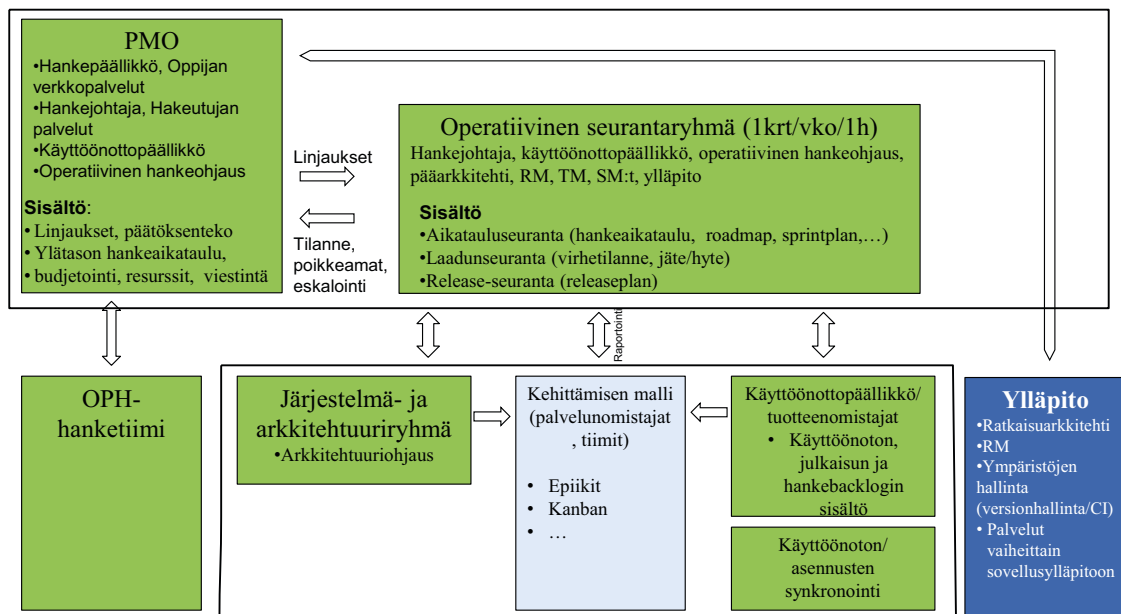 PMO
•Hankepäällikkö, Oppijan
verkkopalvelut
•Hankejohtaja, Hakeutujan
palvelut
•Käyttöönottopäällikkö
•Operatiivinen hankeohjaus
Sisältö:
• Linjaukset, päätöksenteko
• Ylätason hankeaikataulu,
• budjetointi, resurssit, viestintä
Linjaukset
Tilanne,
poikkeamat,
eskalointi
Operatiivinen seurantaryhmä (1krt/vko/1h)
Hankejohtaja, käyttöönottopäällikkö, operatiivinen hankeohjaus,
pääarkkitehti, RM, TM, SM:t, ylläpito
Sisältö
•Aikatauluseuranta (hankeaikataulu, roadmap, sprintplan,…)
•Laadunseuranta (virhetilanne, jäte/hyte)
•Release-seuranta (releaseplan)
Raportointi
OPH-
hanketiimi
Järjestelmä- ja
arkkitehtuuriryhmä
•Arkkitehtuuriohjaus
Kehittämisen malli
(palvelunomistajat
, tiimit)
• Epiikit
• Kanban
• …
Käyttöönottopäällikkö/
tuotteenomistajat
• Käyttöönoton,
julkaisun ja
hankebacklogin
sisältö
Käyttöönoton/
asennusten
synkronointi
Ylläpito
•Ratkaisuarkkitehti
•RM
•Ympäristöjen
hallinta
(versionhallinta/CI)
• Palvelut
vaiheittain
sovellusylläpitoon